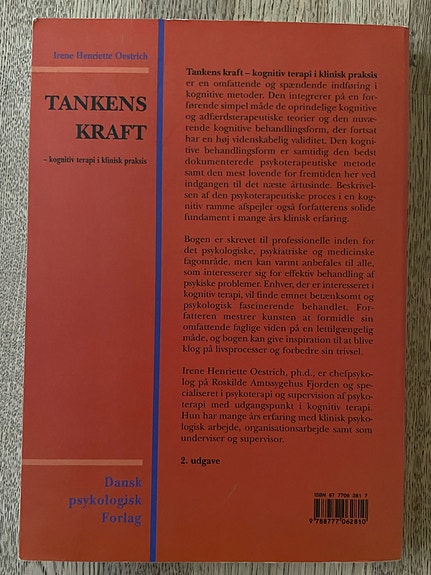 Irene Henriette Oestrich
TANKENS
KRAFT
– kognitiv terapi i klinisk praksis
Dansk
psykologisk
Forlag
Tankens kraft – kognitiv terapi i klinisk praksis
er en omfattende og spændende indføring i
kognitive metoder. Den integrerer på en for-
førende simpel måde de oprindelige kognitive
og adfærdsterapeutiske teorier og den nuvæ-
rende kognitive behandlingsform, der fortsat
har en høj videnskabelig validitet. Den kogni-
tive behandlingsform er samtidig den bedst
dokumenterede psykoterapeutiske metode
samt den mest lovende for fremtiden her ved
indgangen til det næste årtusinde. Beskrivel-
sen af den psykoterapeutiske proces i en kog-
nitiv ramme afspejler også forfatterens solide
fundament i mange års klinisk erfaring.
Bogen er skrevet til professionelle inden for
det psykologiske, psykiatriske og medicinske
fagområde, men kan varmt anbefales til alle,
som interesserer sig for effektiv behandling af
psykiske problemer. Enhver, der er interesseret i
kognitiv terapi, vil finde emnet betænksomt og
psykologisk fascinerende behandlet. For-
fatteren mestrer kunsten at formidle sin
omfattende faglige viden på en lettilgængelig
måde, og bogen kan give inspiration til at blive
klog på livsprocesser og forbedre sin trivsel.
Irene Henriette Oestrich, ph.d., er chefpsyko-
log på Roskilde Amtssygehus Fjorden og spe-
cialiseret i psykoterapi og supervision af psyko-
terapi med udgangspunkt i kognitiv terapi.
Hun har mange års erfaring med klinisk psyko-
logisk arbejde, organisationsarbejde samt som
underviser og supervisor.
2. udgave
ISBN 87 7706 281 7
9 788777 062810